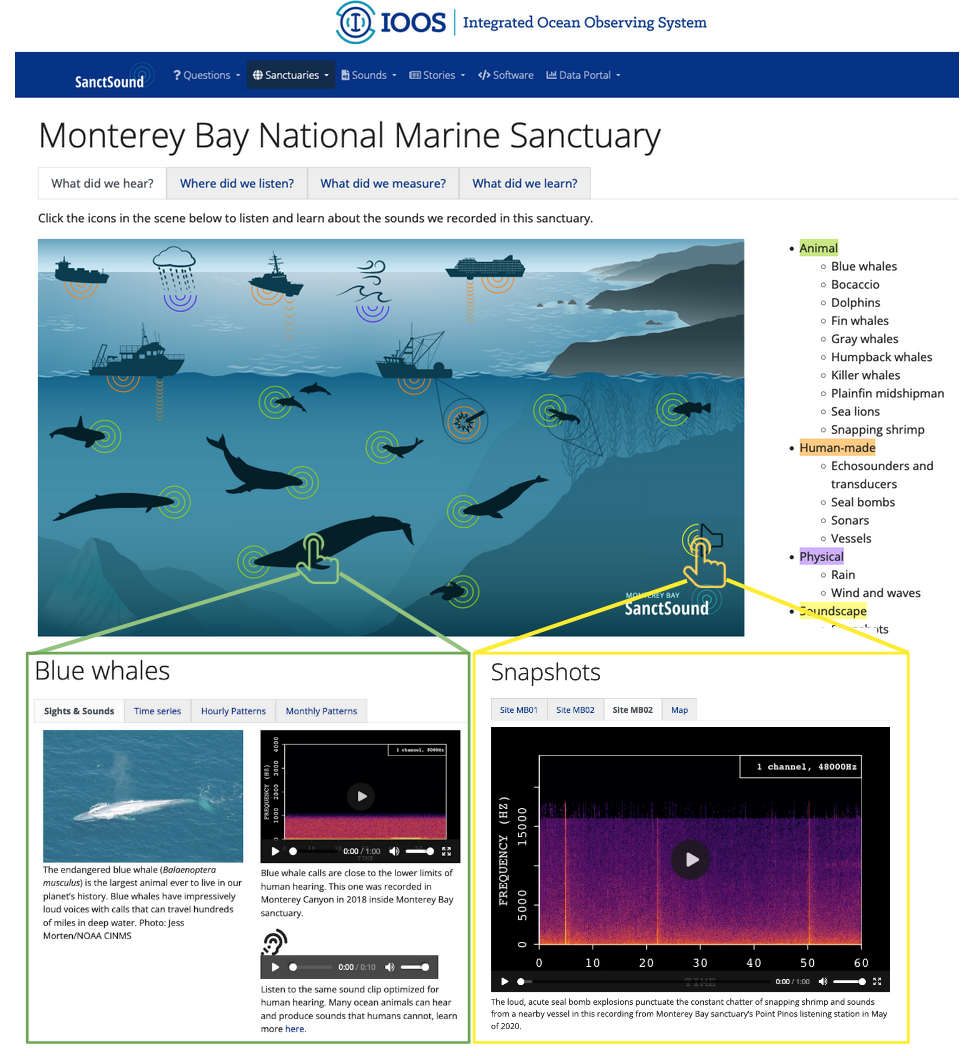 IOOS Integrated Ocean Observing System
SanctSound ? Questions Sanctuaries Sounds Stories </> Software Data Portal
Monterey Bay National Marine Sanctuary
What did we hear? Where did we listen? What did we measure? What did we learn?
Click the icons in the scene below to listen and learn about the sounds we recorded in this sanctuary.
• Animal
◦ Blue whales
◦ Bocaccio
◦ Dolphins
◦ Fin whales
◦ Gray whales
◦ Humpback whales
◦ Killer whales
◦ Plainfin midshipman
◦ Sea lions
◦ Snapping shrimp
• Human-made
◦ Echosounders and
transducers
◦ Seal bombs
◦ Sonars
◦ Vessels
• Physical
◦ Rain
◦ Wind and waves
• Soundscape
◦ Snapshots
MONTEREY BAY
SanctSound
Blue whales
Sights & Sounds Time series Hourly Patterns Monthly Patterns
1 channel, 8000Hz
FREQUENCY (HZ)
4000
3000
2000
1000
0
TIME
0:00 / 1:00
The endangered blue whale (Balaenoptera
musculus) is the largest animal ever to live in our
planet's history. Blue whales have impressively
loud voices with calls that can travel hundreds
of miles in deep water. Photo: Jess
Morten/NOAA CINMS
Blue whale calls are close to the lower limits of
human hearing. This one was recorded in
Monterey Canyon in 2018 inside Monterey Bay
sanctuary.
0:00 / 0:10
Listen to the same sound clip optimized for
human hearing. Many ocean animals can hear
and produce sounds that humans cannot, learn
more here.
Snapshots
Site MB01 Site MB02 Site MB02 Map
1 channel, 48000Hz
FREQUENCY (HZ)
15000
5000
0
0 10 20 30 40 50 60
TIME
0:00 / 1:00
The loud, acute seal bomb explosions punctuate the constant chatter of snapping shrimp and sounds
from a nearby vessel in this recording from Monterey Bay sanctuary's Point Pinos listening station in May
of 2020.